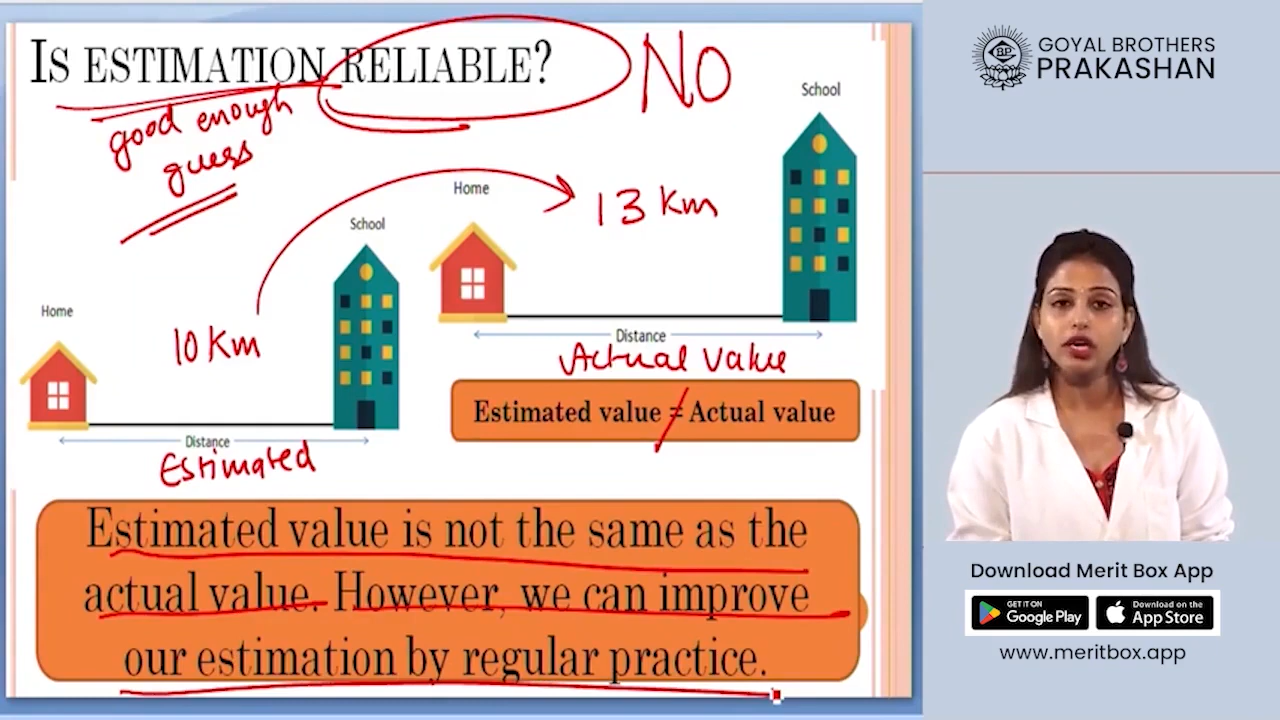 IS ESTIMATION RELIABLE?
NO
good enough
guess
School
Home
13 Km
School
Home
10 Km
Distance
Actual Value
Estimated value = Actual value
Distance
Estimated
Estimated value is not the same as the
actual value. However, we can improve
our estimation by regular practice.
BP
GOYAL BROTHERS
PRAKASHAN
Download Merit Box App
GET IT ON
Google Play
Download on the
App Store
www.meritbox.app